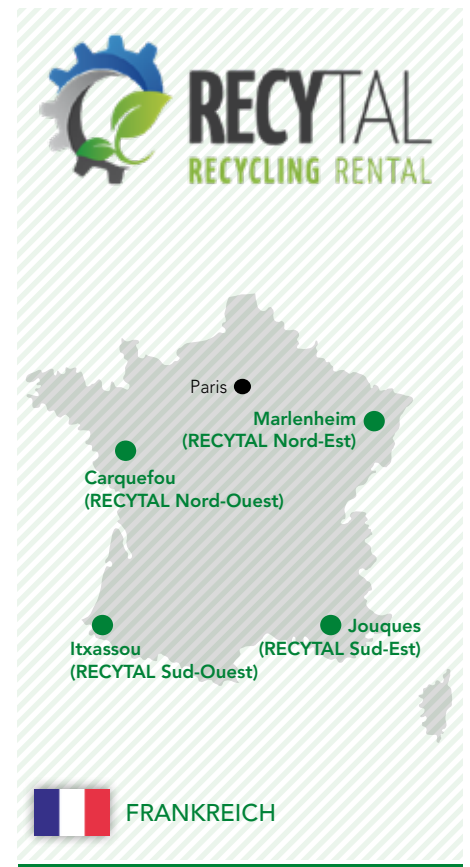 RECYTAL
RECYCLING RENTAL
Paris
Marlenheim
(RECYTAL Nord-Est)
Carquefou
(RECYTAL Nord-Ouest)
Jouques
(RECYTAL Sud-Est)
Itxassou
(RECYTAL Sud-Ouest)
FRANKREICH